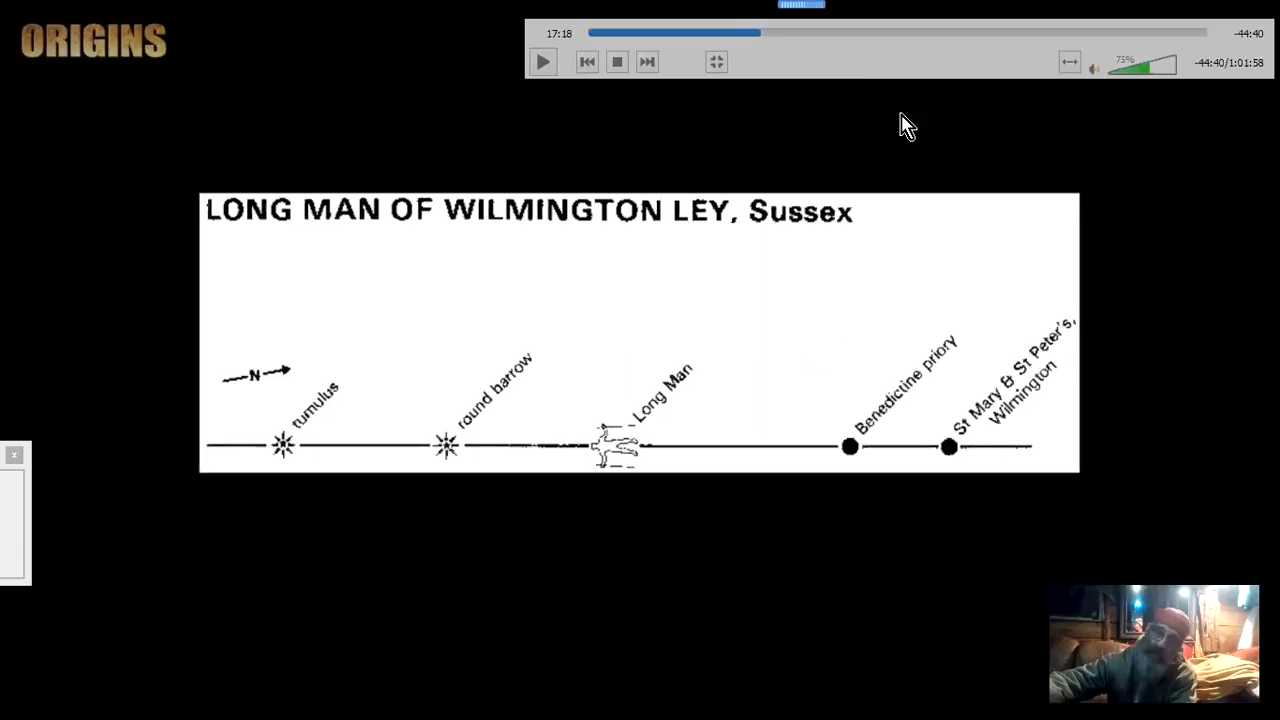 ORIGINS
17:18
-44:40
75%
-44:40/1:01:58
LONG MAN OF WILMINGTON LEY, Sussex
N
tumulus
round barrow
Long Man
Benedictine priory
St Mary & St Peter's,
Wilmington
x